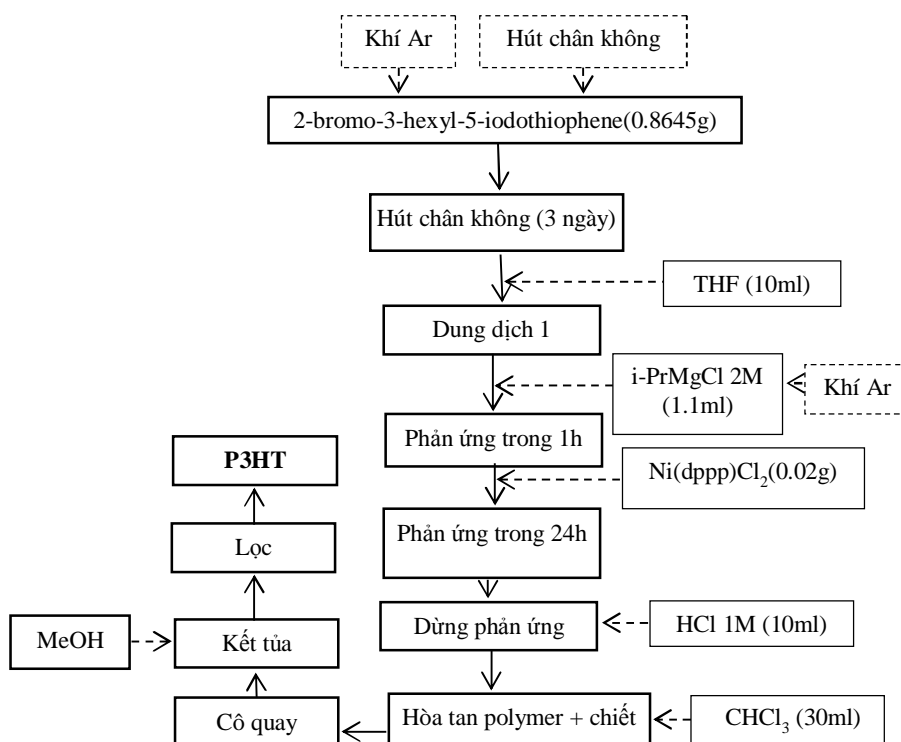 Khí Ar
Hút chân không
2-bromo-3-hexyl-5-iodothiophene(0.8645g)
Hút chân không (3 ngày)
THF (10ml)
Dung dịch 1
i-PrMgCl 2M
(1.1ml)
Khí Ar
Phản ứng trong 1h
P3HT
Ni(dppp)Cl₂(0.02g)
Lọc
Phản ứng trong 24h
MeOH
Kết tủa
Dừng phản ứng
HCl 1M (10ml)
Cô quay
Hòa tan polymer + chiết
CHCl₃ (30ml)